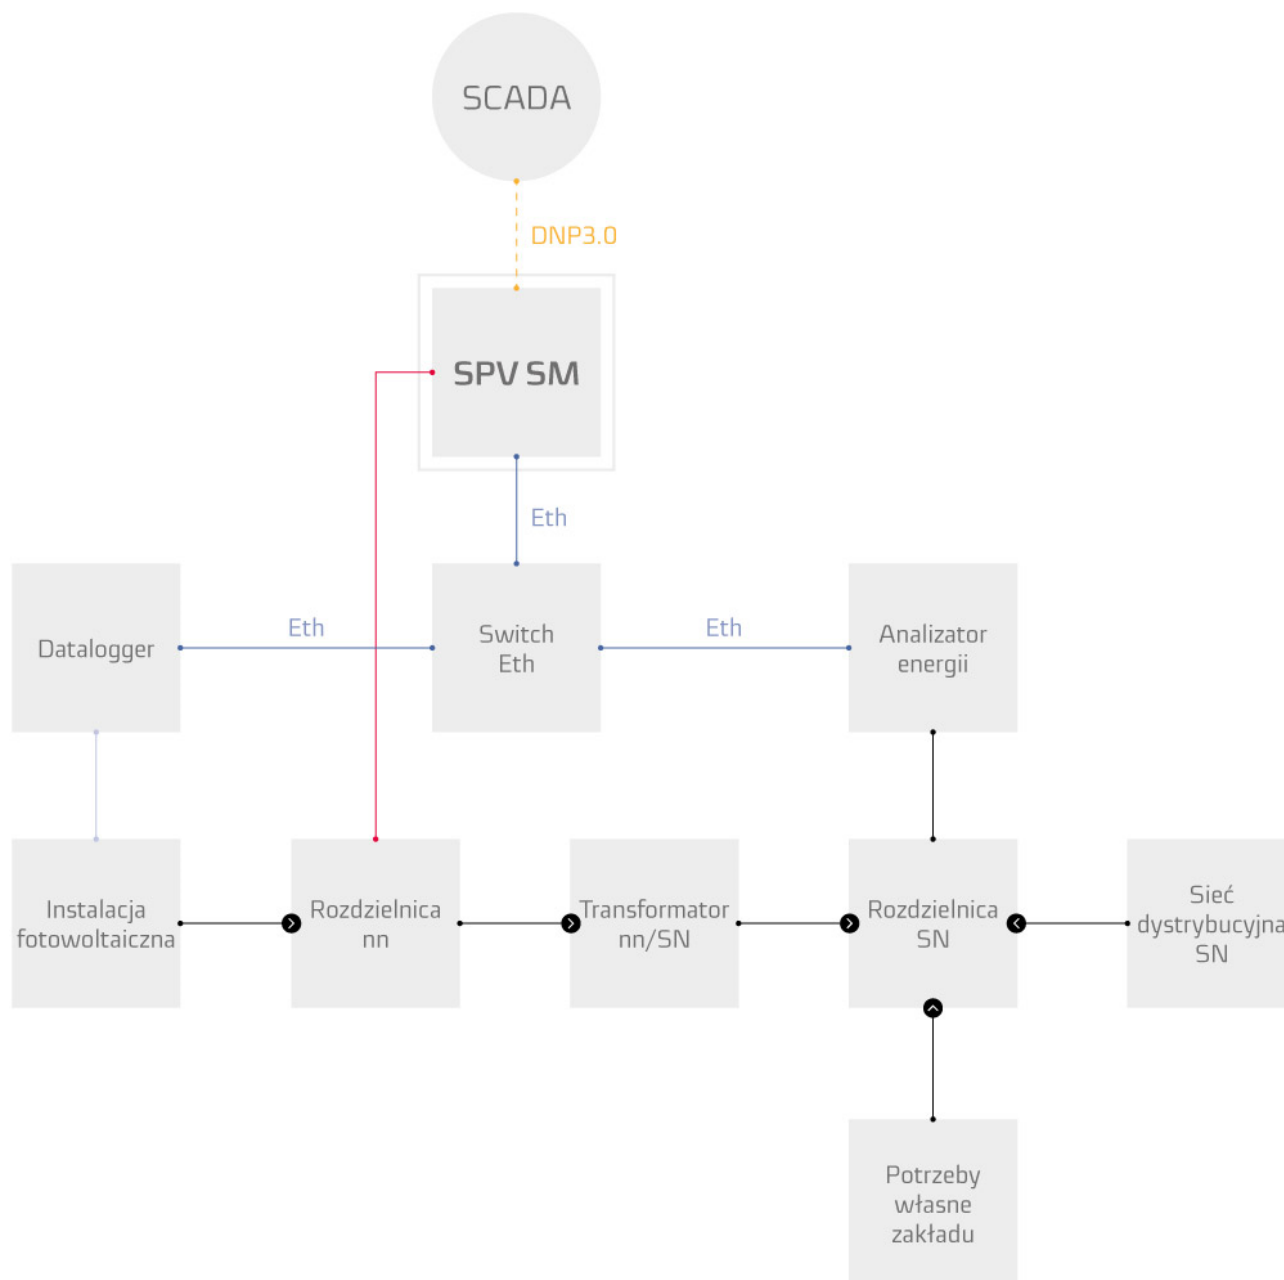 SCADA
DNP3.0
SPV SM
Eth
Datalogger
Eth
Switch
Eth
Eth
Analizator
energii
Instalacja
fotowoltaiczna
Rozdzielnica
nn
Transformator
nn/SN
Rozdzielnica
SN
Sieć
dystrybucyjna
SN
Potrzeby
własne
zakładu